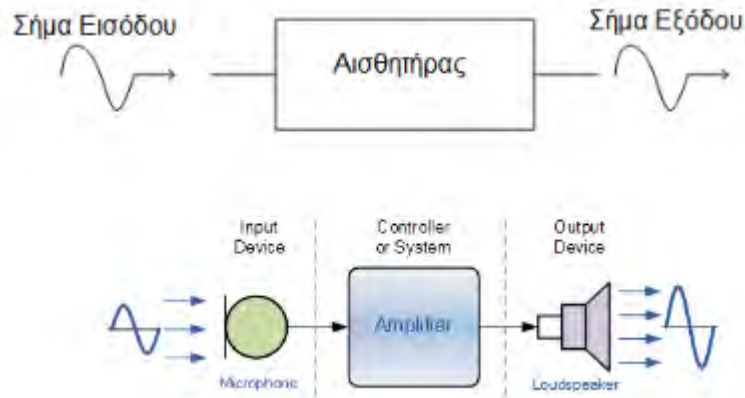 Σήμα Εισόδου
Σήμα Εξόδου
Αισθητήρας
Input
Device
Controller
or System
Output
Device
Amplifier
Microphone
Loudspeaker